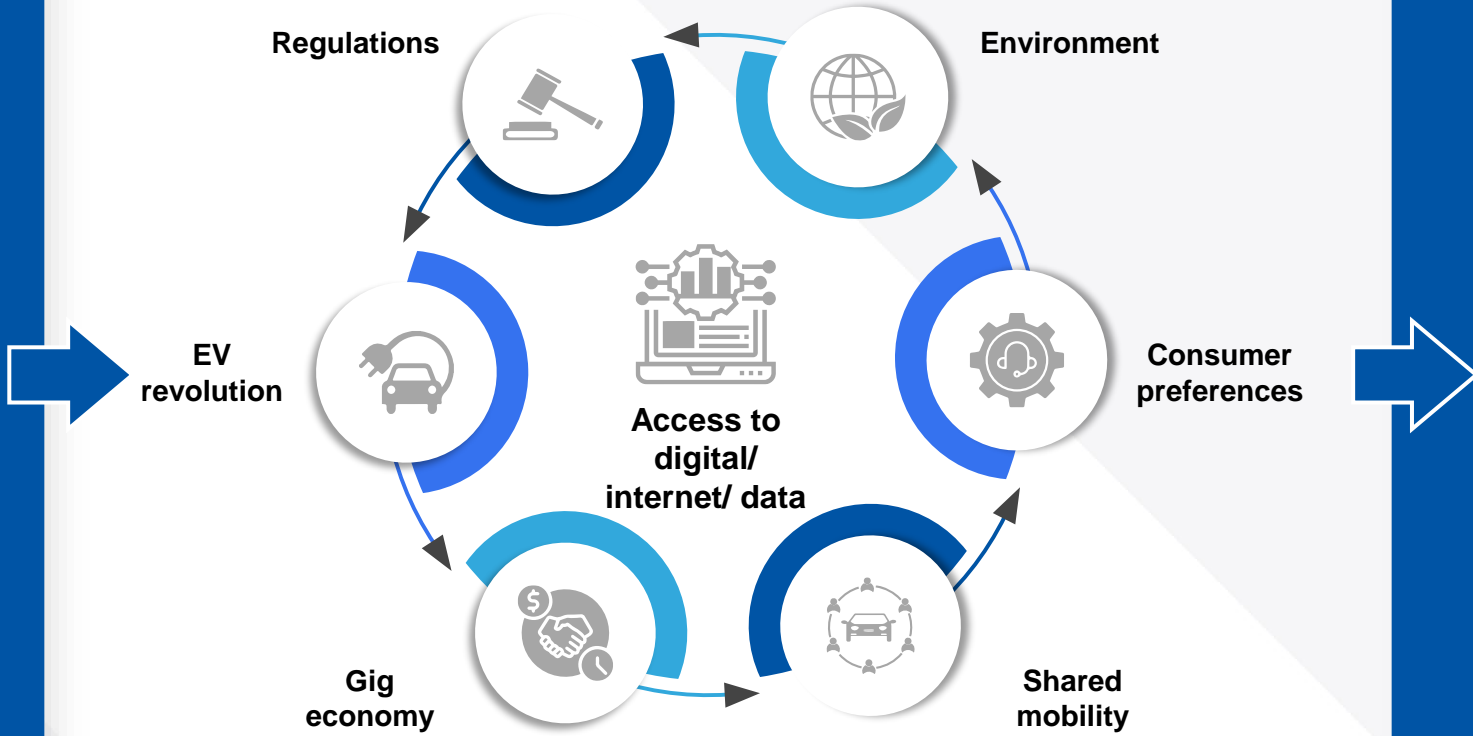 Regulations
Environment
EV
revolution
Consumer
preferences
Access to
digital/
internet/ data
Gig
economy
Shared
mobility
$